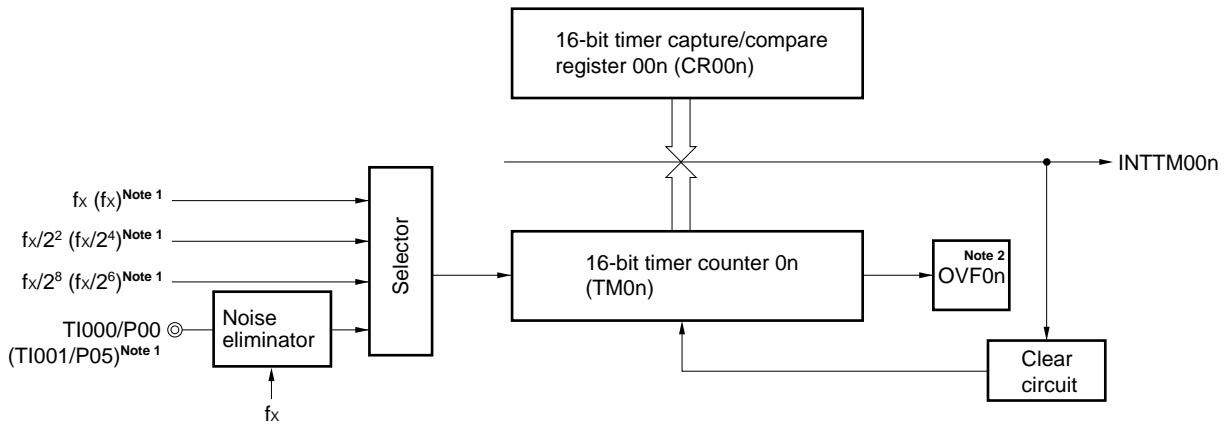 16-bit timer capture/compare
register 00n (CR00n)
INTTM00n
fX (fX)Note 1
fX/2² (fX/2⁴)Note 1
fX/2⁸ (fX/2⁶)Note 1
TI000/P00
(TI001/P05)Note 1
Noise
eliminator
fX
Selector
16-bit timer counter 0n
(TM0n)
Note 2
OVF0n
Clear
circuit